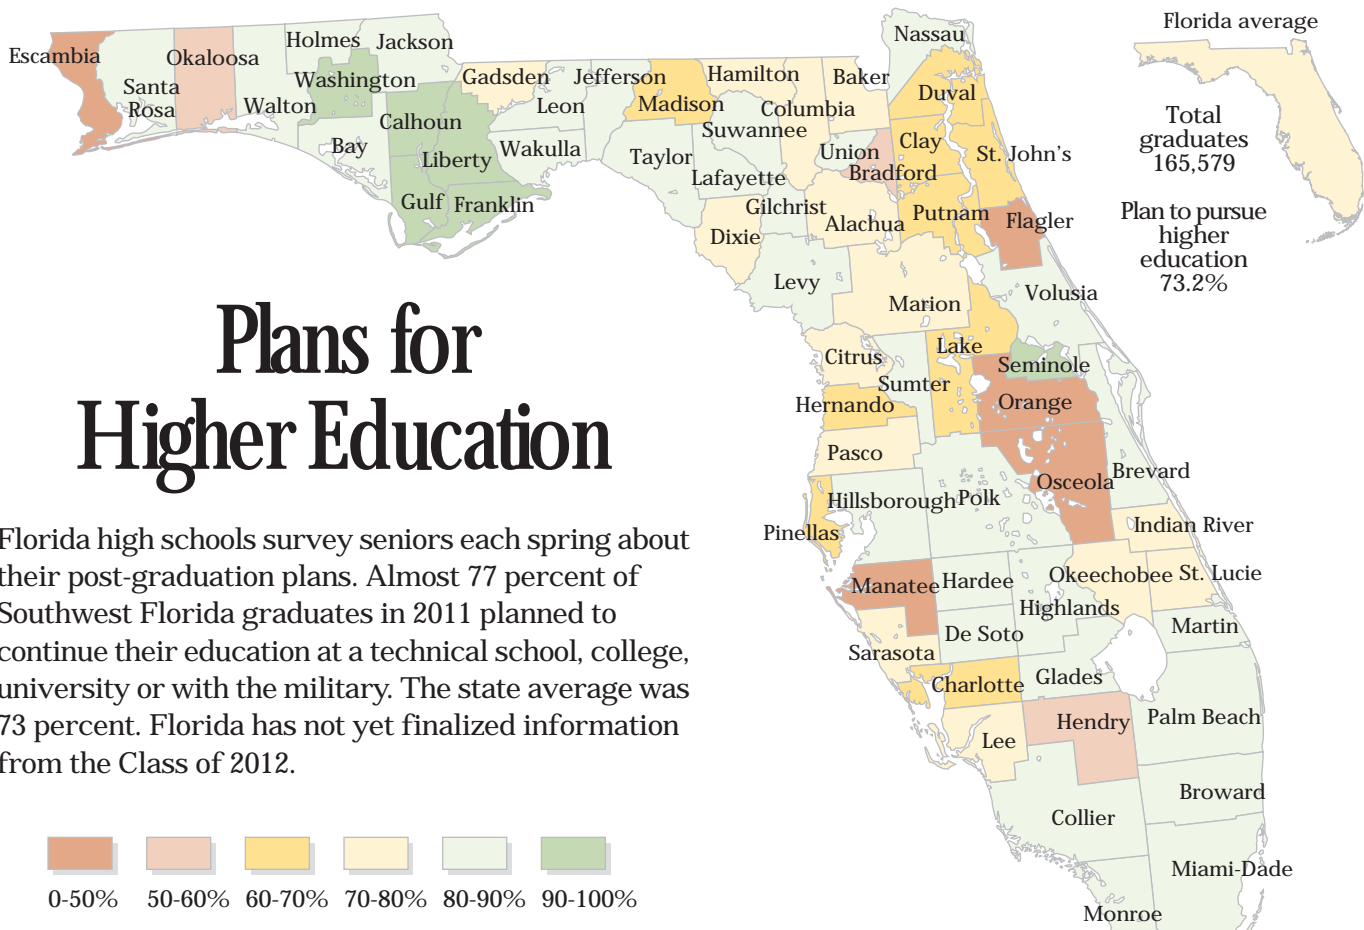 Florida average
Total
graduates
165,579
Plan to pursue
higher
education
73.2%
Escambia
Santa
Rosa
Okaloosa
Walton
Holmes
Jackson
Washington
Bay
Calhoun
Liberty
Gulf
Franklin
Gadsden
Leon
Wakulla
Jefferson
Madison
Taylor
Hamilton
Suwannee
Lafayette
Columbia
Baker
Nassau
Duval
Union
Bradford
Clay
St. John's
Gilchrist
Dixie
Alachua
Putnam
Flagler
Levy
Marion
Volusia
Citrus
Sumter
Lake
Seminole
Hernando
Orange
Pasco
Osceola
Brevard
Hillsborough
Polk
Pinellas
Indian River
Manatee
Hardee
Okeechobee
St. Lucie
Highlands
De Soto
Martin
Sarasota
Charlotte
Glades
Lee
Hendry
Palm Beach
Collier
Broward
Miami-Dade
Monroe
Plans for
Higher Education
Florida high schools survey seniors each spring about
their post-graduation plans. Almost 77 percent of
Southwest Florida graduates in 2011 planned to
continue their education at a technical school, college,
university or with the military. The state average was
73 percent. Florida has not yet finalized information
from the Class of 2012.
0-50%
50-60%
60-70%
70-80%
80-90%
90-100%